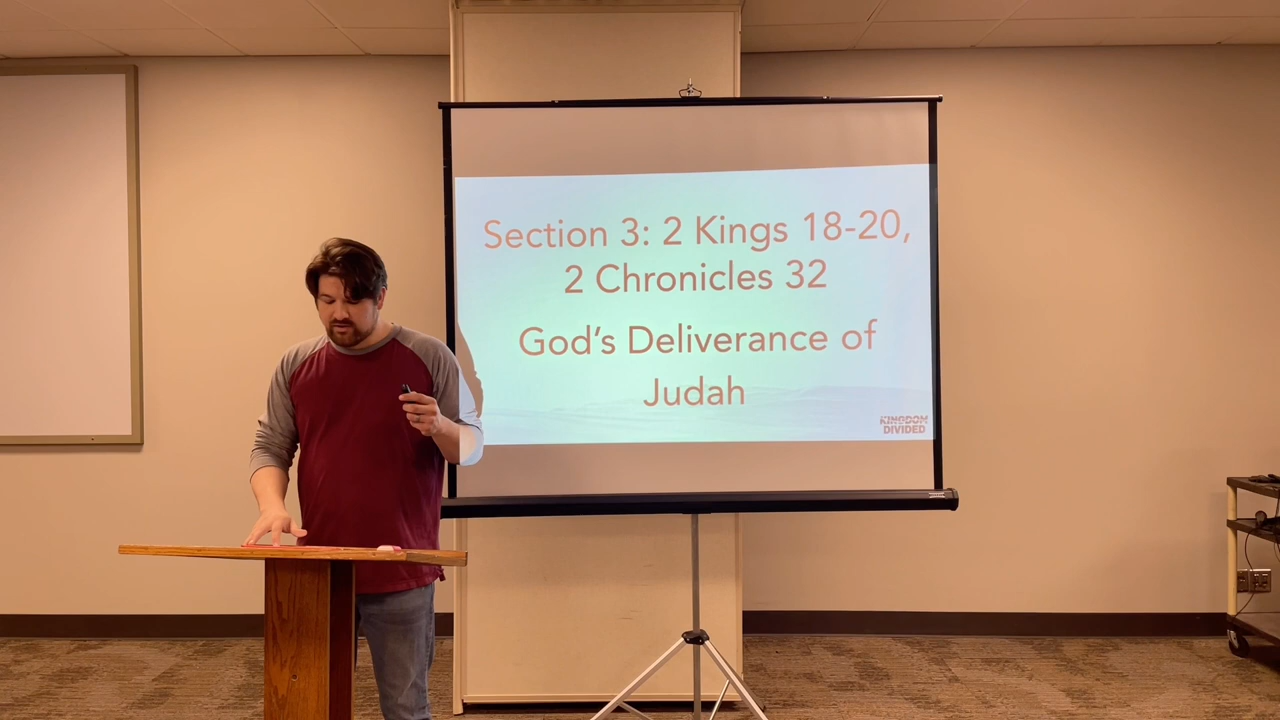 Section 3: 2 Kings 18-20,
2 Chronicles 32
God's Deliverance of
Judah
KINGDOM
DIVIDED